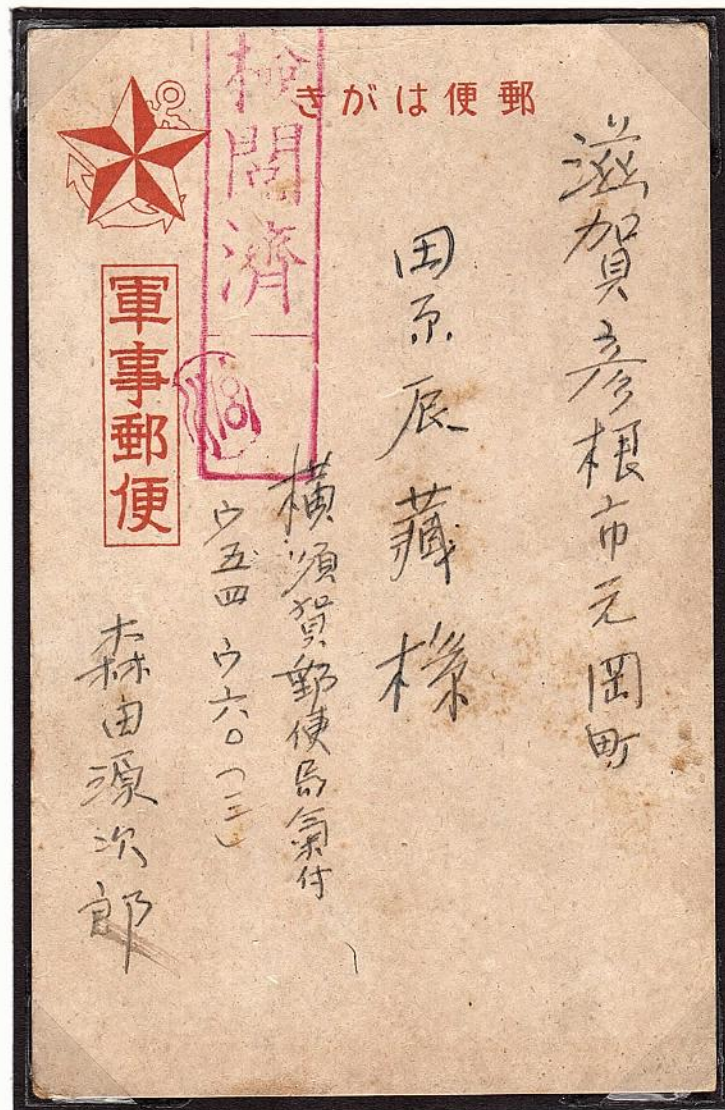 郵便はがき
滋賀彦根市元岡町
田原辰藏様
検閲濟
軍事郵便
横須賀郵便局氣付
ウ五四 ウ六〇(三)
森田源次郎